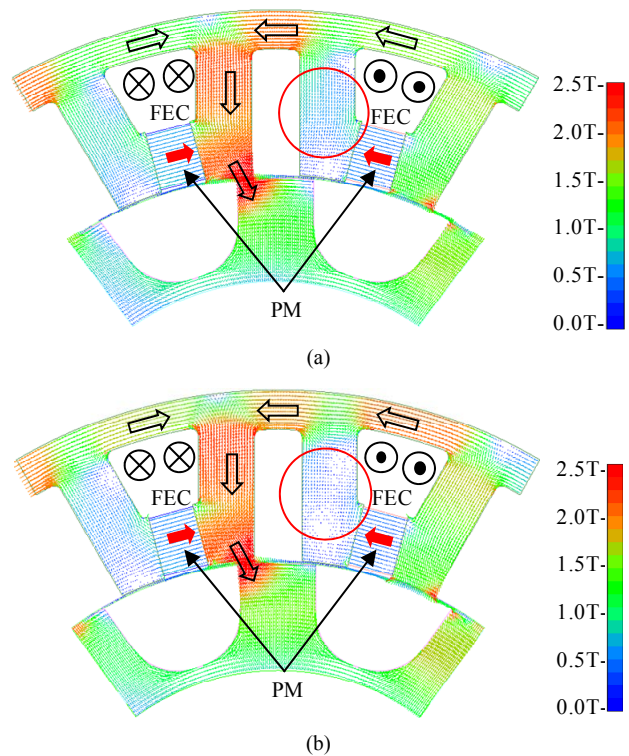 FEC
FEC
2.5T-
2.0T-
1.5T-
1.0T-
0.5T-
0.0T-
PM
(a)
FEC
FEC
2.5T-
2.0T-
1.5T-
1.0T-
0.5T-
0.0T-
PM
(b)